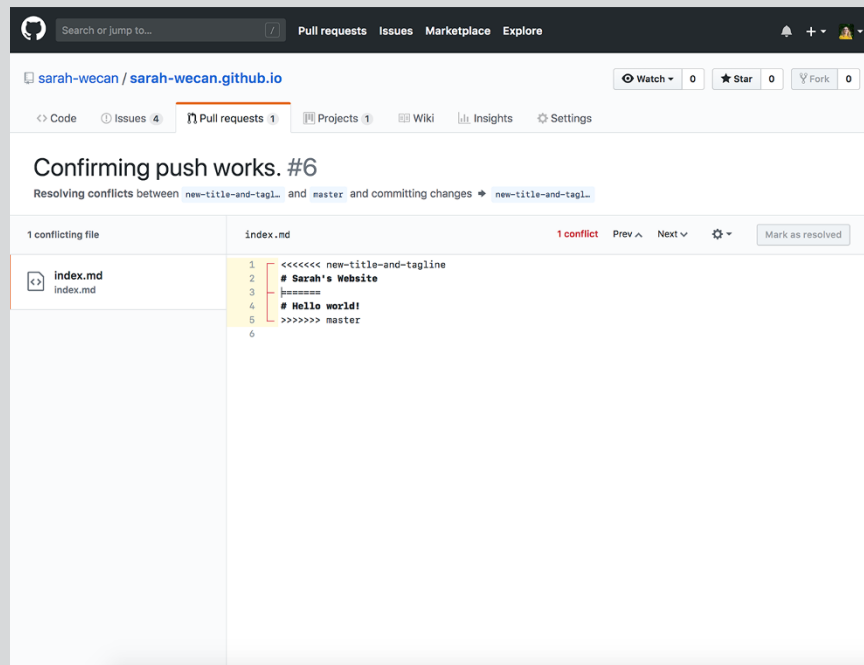 Search or jump to... / Pull requests Issues Marketplace Explore
sarah-wecan / sarah-wecan.github.io Watch 0 Star 0 Fork 0
Code Issues 4 Pull requests 1 Projects 1 Wiki Insights Settings
Confirming push works. #6
Resolving conflicts between new-title-and-tagl… and master and committing changes new-title-and-tagl…
1 conflicting file index.md 1 conflict Prev Next Mark as resolved
index.md
index.md
1 <<<<<<< new-title-and-tagline
2 # Sarah's Website
3 =======
4 # Hello world!
5 >>>>>>> master
6